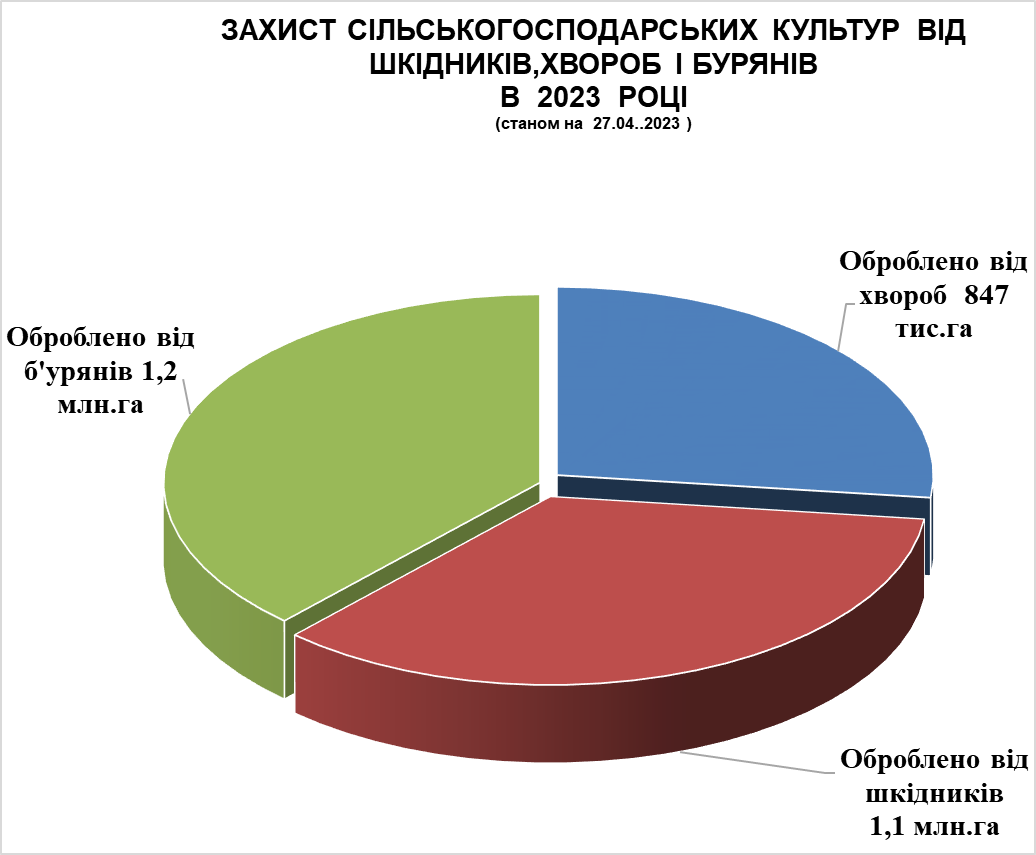 ЗАХИСТ СІЛЬСЬКОГОСПОДАРСЬКИХ КУЛЬТУР ВІД
ШКІДНИКІВ,ХВОРОБ І БУРЯНІВ
В 2023 РОЦІ
(станом на 27.04..2023 )
Оброблено від
хвороб 847
тис.га
Оброблено від
б'урянів 1,2
млн.га
Оброблено від
шкідників
1,1 млн.га